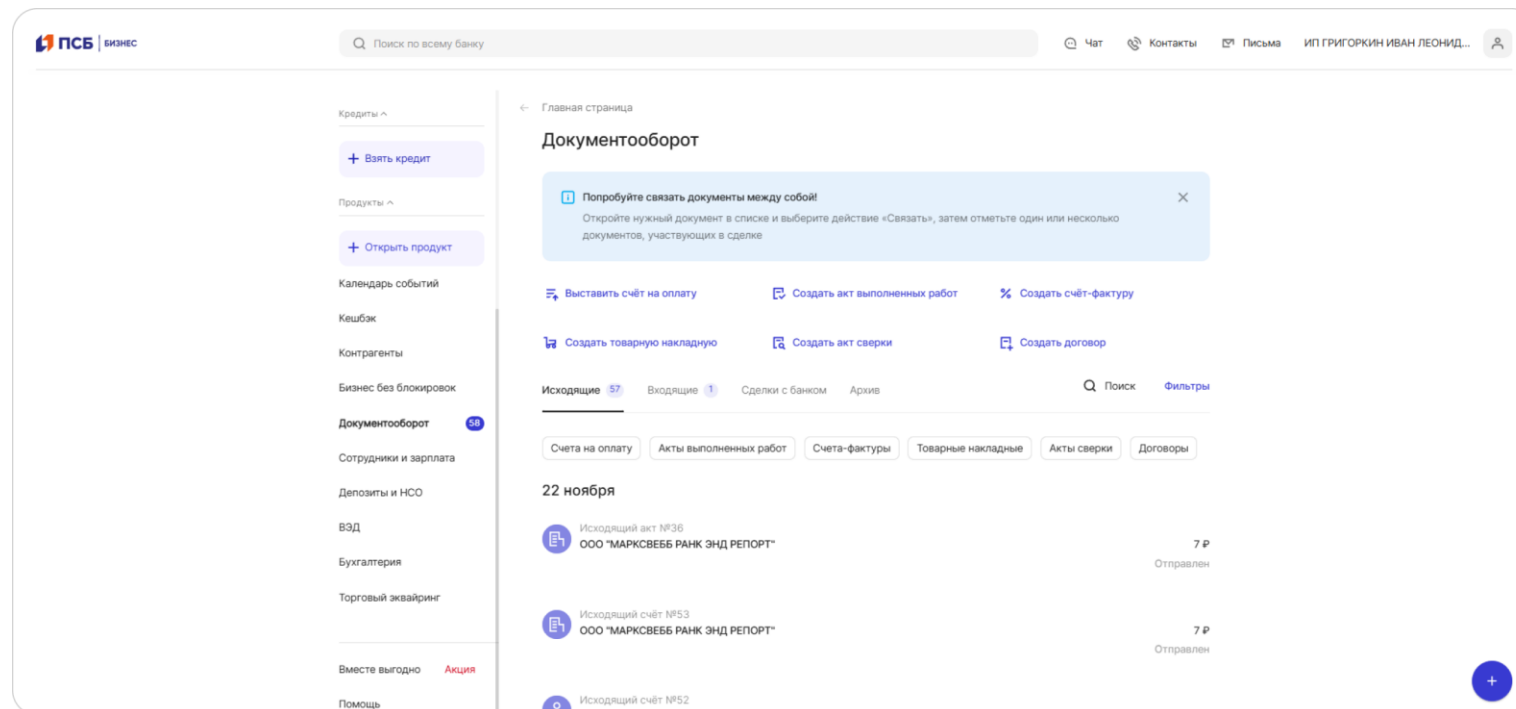 ПСБ БИЗНЕС
Поиск по всему банку
Чат
Контакты
Письма
ИП ГРИГОРКИН ИВАН ЛЕОНИД...
Кредиты
+ Взять кредит
Продукты
+ Открыть продукт
Календарь событий
Кешбэк
Контрагенты
Бизнес без блокировок
Документооборот 58
Сотрудники и зарплата
Депозиты и НСО
ВЭД
Бухгалтерия
Торговый эквайринг
Вместе выгодно Акция
Помощь
← Главная страница
Документооборот
Попробуйте связать документы между собой!
Откройте нужный документ в списке и выберите действие «Связать», затем отметьте один или несколько
документов, участвующих в сделке
Выставить счёт на оплату
Создать акт выполненных работ
Создать счёт-фактуру
Создать товарную накладную
Создать акт сверки
Создать договор
Исходящие 57
Входящие 1
Сделки с банком
Архив
Поиск
Фильтры
Счета на оплату
Акты выполненных работ
Счета-фактуры
Товарные накладные
Акты сверки
Договоры
22 ноября
Исходящий акт №36
ООО "МАРКСВЕББ РАНК ЭНД РЕПОРТ"
7 ₽
Отправлен
Исходящий счёт №53
ООО "МАРКСВЕББ РАНК ЭНД РЕПОРТ"
7 ₽
Отправлен
Исходящий счёт №52